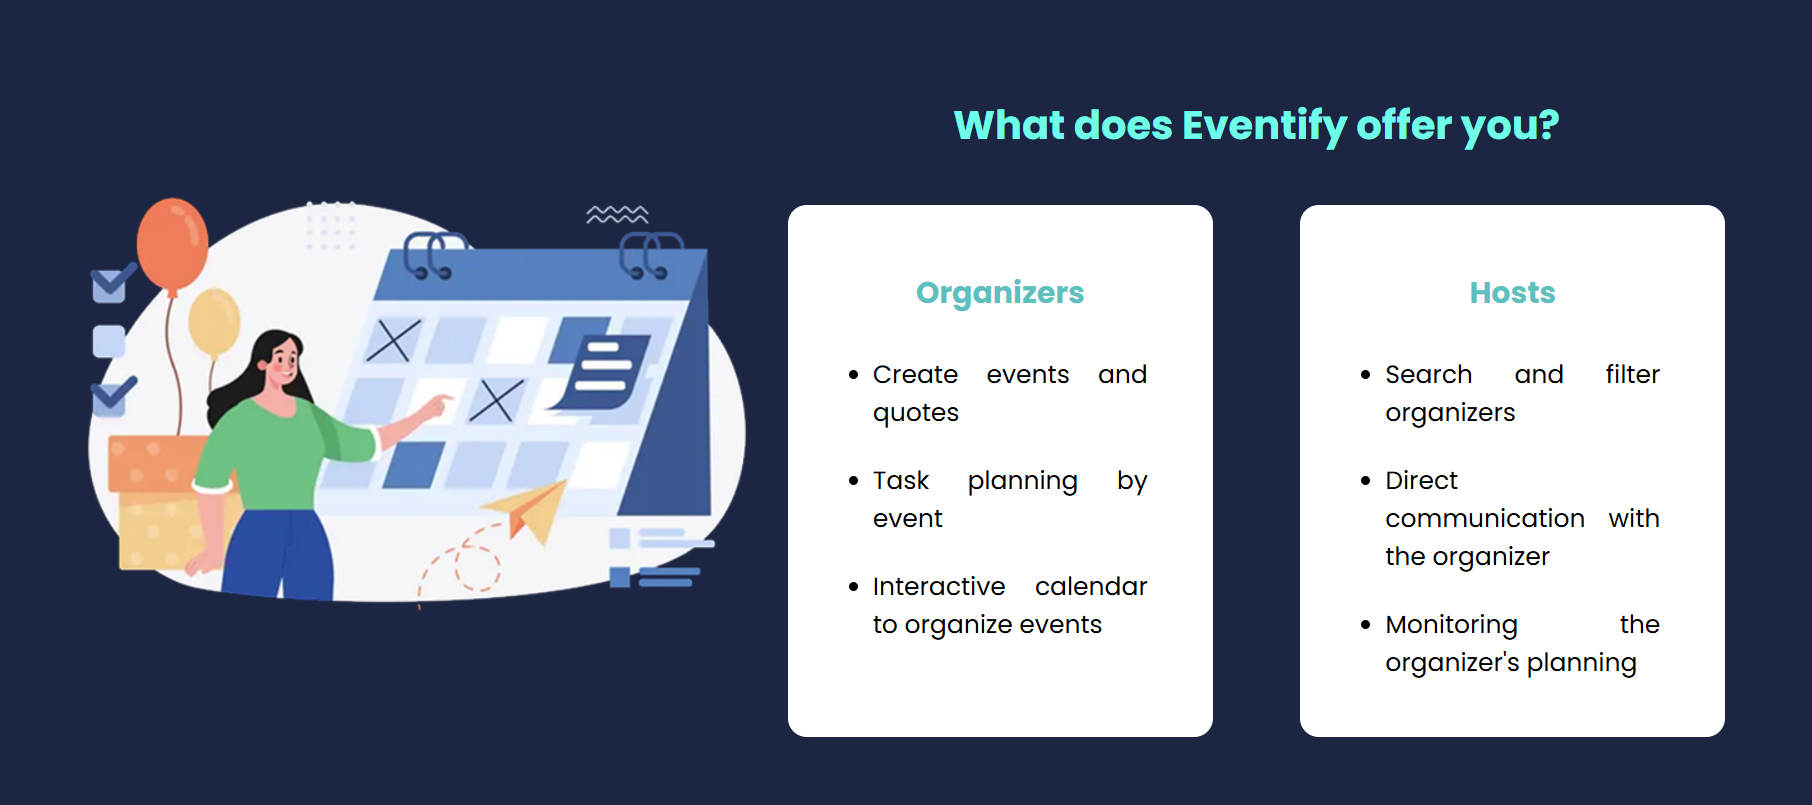 What does Eventify offer you?
Organizers
Create events and
quotes
Task planning by
event
Interactive calendar
to organize events
Hosts
Search and filter
organizers
Direct
communication with
the organizer
Monitoring the
organizer's planning